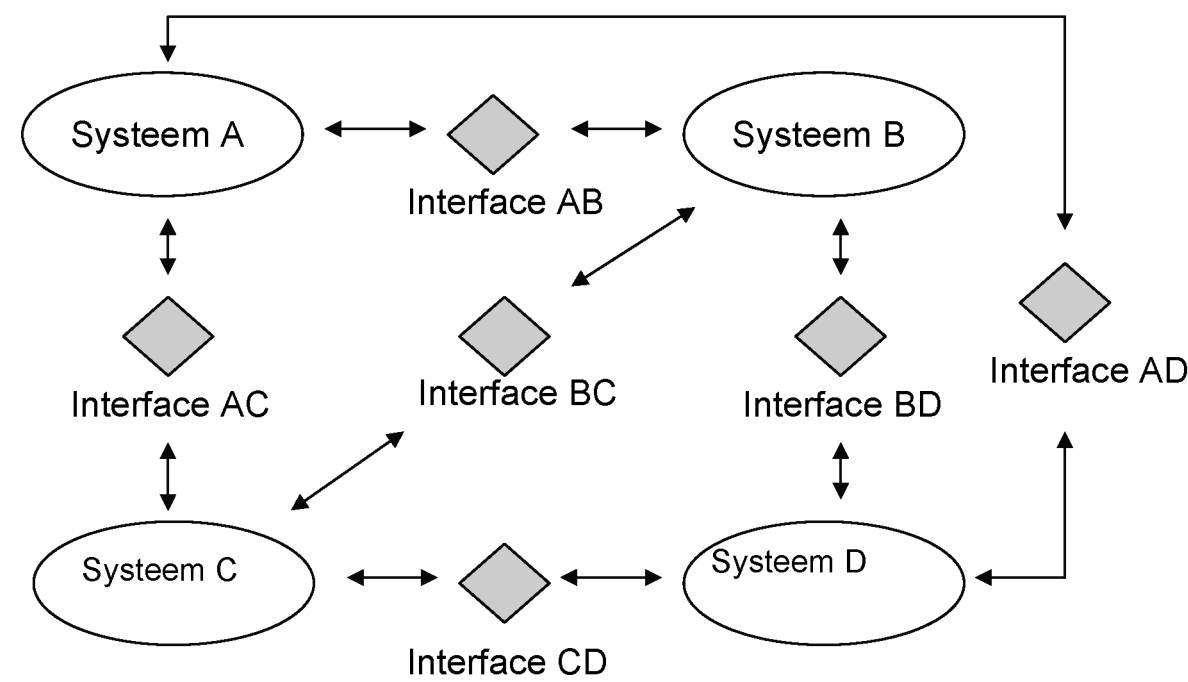 Systeem A
Systeem B
Interface AB
Interface AD
Interface AC
Interface BC
Interface BD
Systeem C
Systeem D
Interface CD